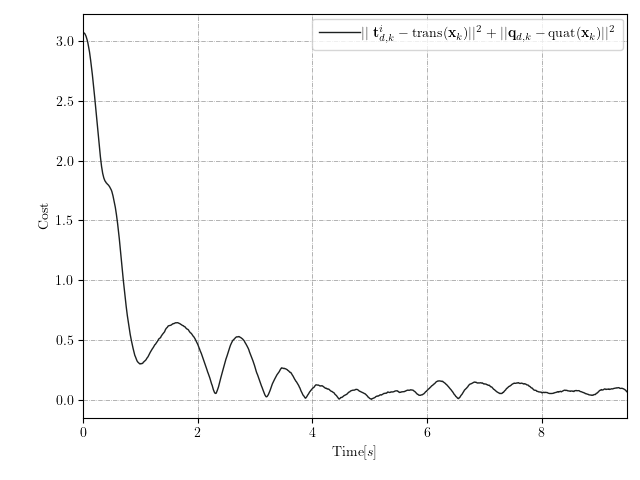 || t^i_{d,k} − trans(x_k)||^2 + ||q_{d,k} − quat(x_k)||^2
3.0
2.5
2.0
1.5
1.0
0.5
0.0
Cost
0 2 4 6 8
Time[s]